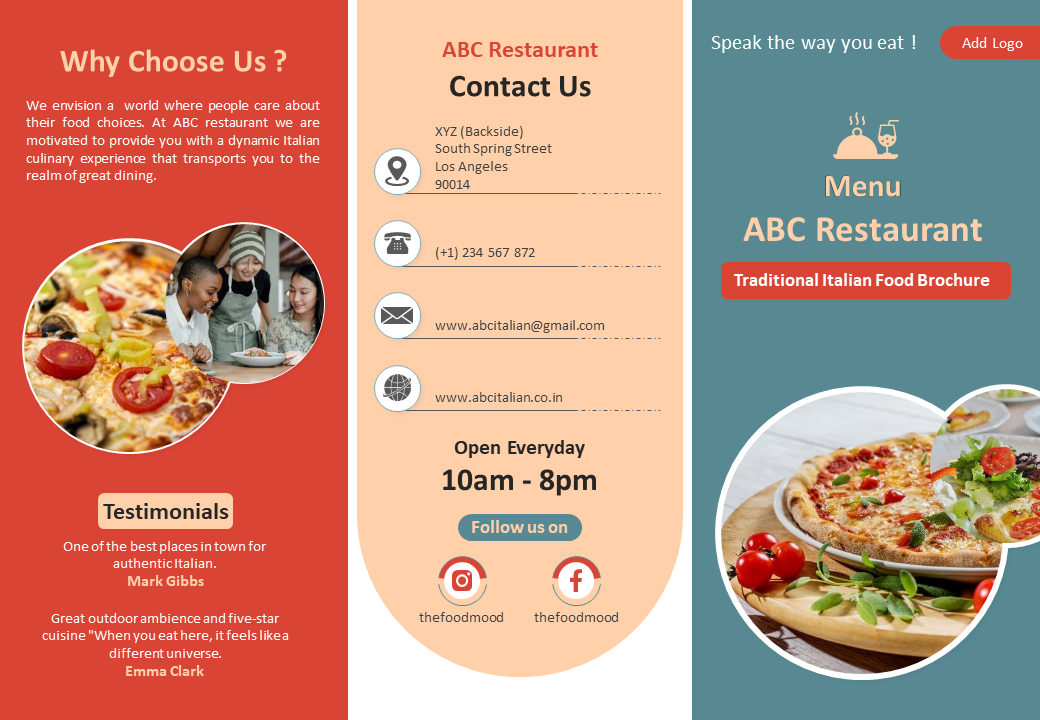 Why Choose Us ?
We envision a world where people care about
their food choices. At ABC restaurant we are
motivated to provide you with a dynamic Italian
culinary experience that transports you to the
realm of great dining.
Testimonials
One of the best places in town for
authentic Italian.
Mark Gibbs
Great outdoor ambience and five-star
cuisine "When you eat here, it feels like a
different universe.
Emma Clark
ABC Restaurant
Contact Us
XYZ (Backside)
South Spring Street
Los Angeles
90014
(+1) 234 567 872
www.abcitalian@gmail.com
www.abcitalian.co.in
Open Everyday
10am - 8pm
Follow us on
thefoodmood
thefoodmood
Speak the way you eat !
Add Logo
Menu
ABC Restaurant
Traditional Italian Food Brochure